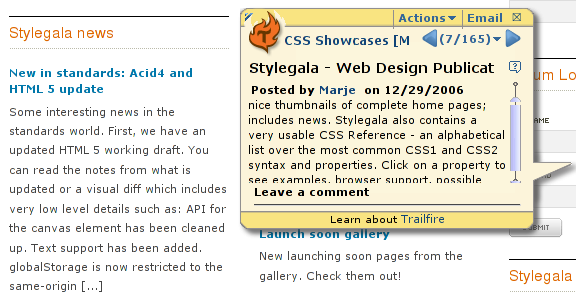 Stylegala news
New in standards: Acid4 and
HTML 5 update
Some interesting news in the
standards world. First, we have an
updated HTML 5 working draft. You
can read the notes from what is
updated or a visual diff which includes
very low level details such as: API for
the canvas element has been cleaned
up. Text support has been added.
globalStorage is now restricted to the
same-origin [...]
Actions
Email
CSS Showcases [M
(7/165)
Stylegala - Web Design Publicat
Posted by Marje on 12/29/2006
nice thumbnails of complete home pages;
includes news. Stylegala also contains a
very usable CSS Reference - an alphabetical
list over the most common CSS1 and CSS2
syntax and properties. Click on a property to
see examples, browser support, possible
Leave a comment
Learn about Trailfire
Launch soon gallery
New launching soon pages from the
gallery. Check them out!
um Lo
AME
Stylegala